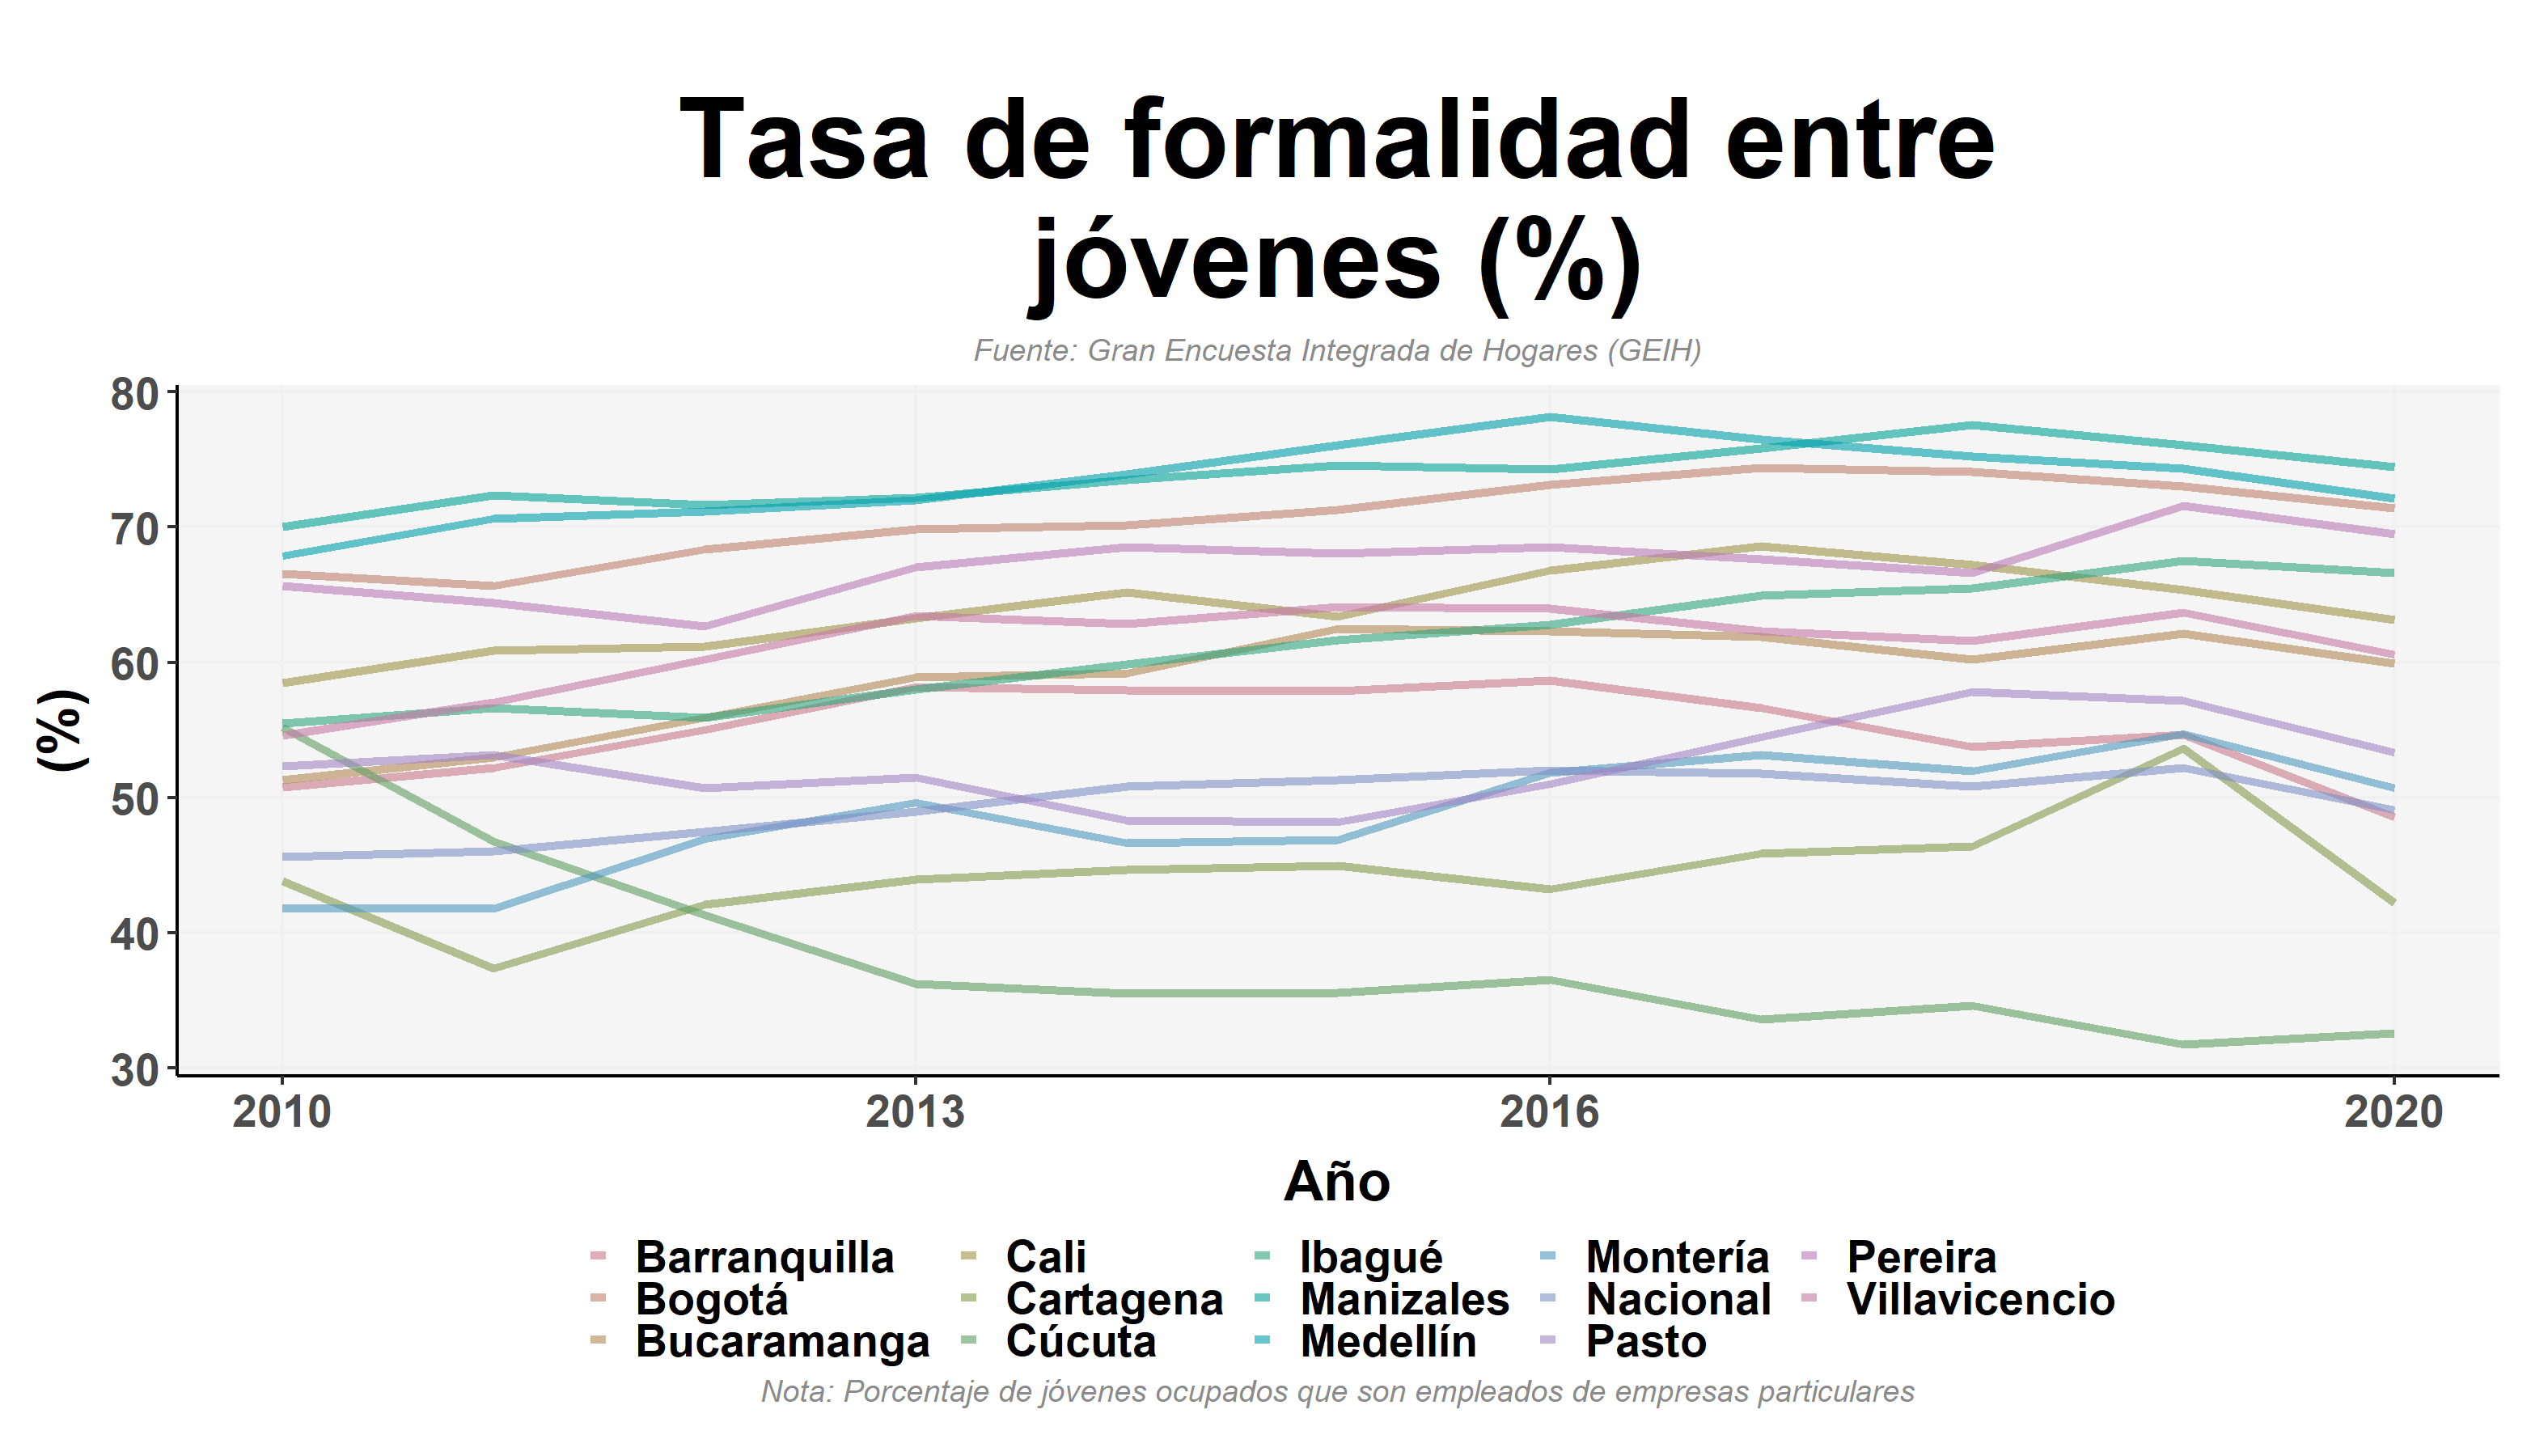 Tasa de formalidad entre
jóvenes (%)
Fuente: Gran Encuesta Integrada de Hogares (GEIH)
(%)
80
70
60
50
40
30
2010 2013 2016 2020
Año
Barranquilla Cali Ibagué Montería Pereira
Bogotá Cartagena Manizales Nacional Villavicencio
Bucaramanga Cúcuta Medellín Pasto
Nota: Porcentaje de jóvenes ocupados que son empleados de empresas particulares